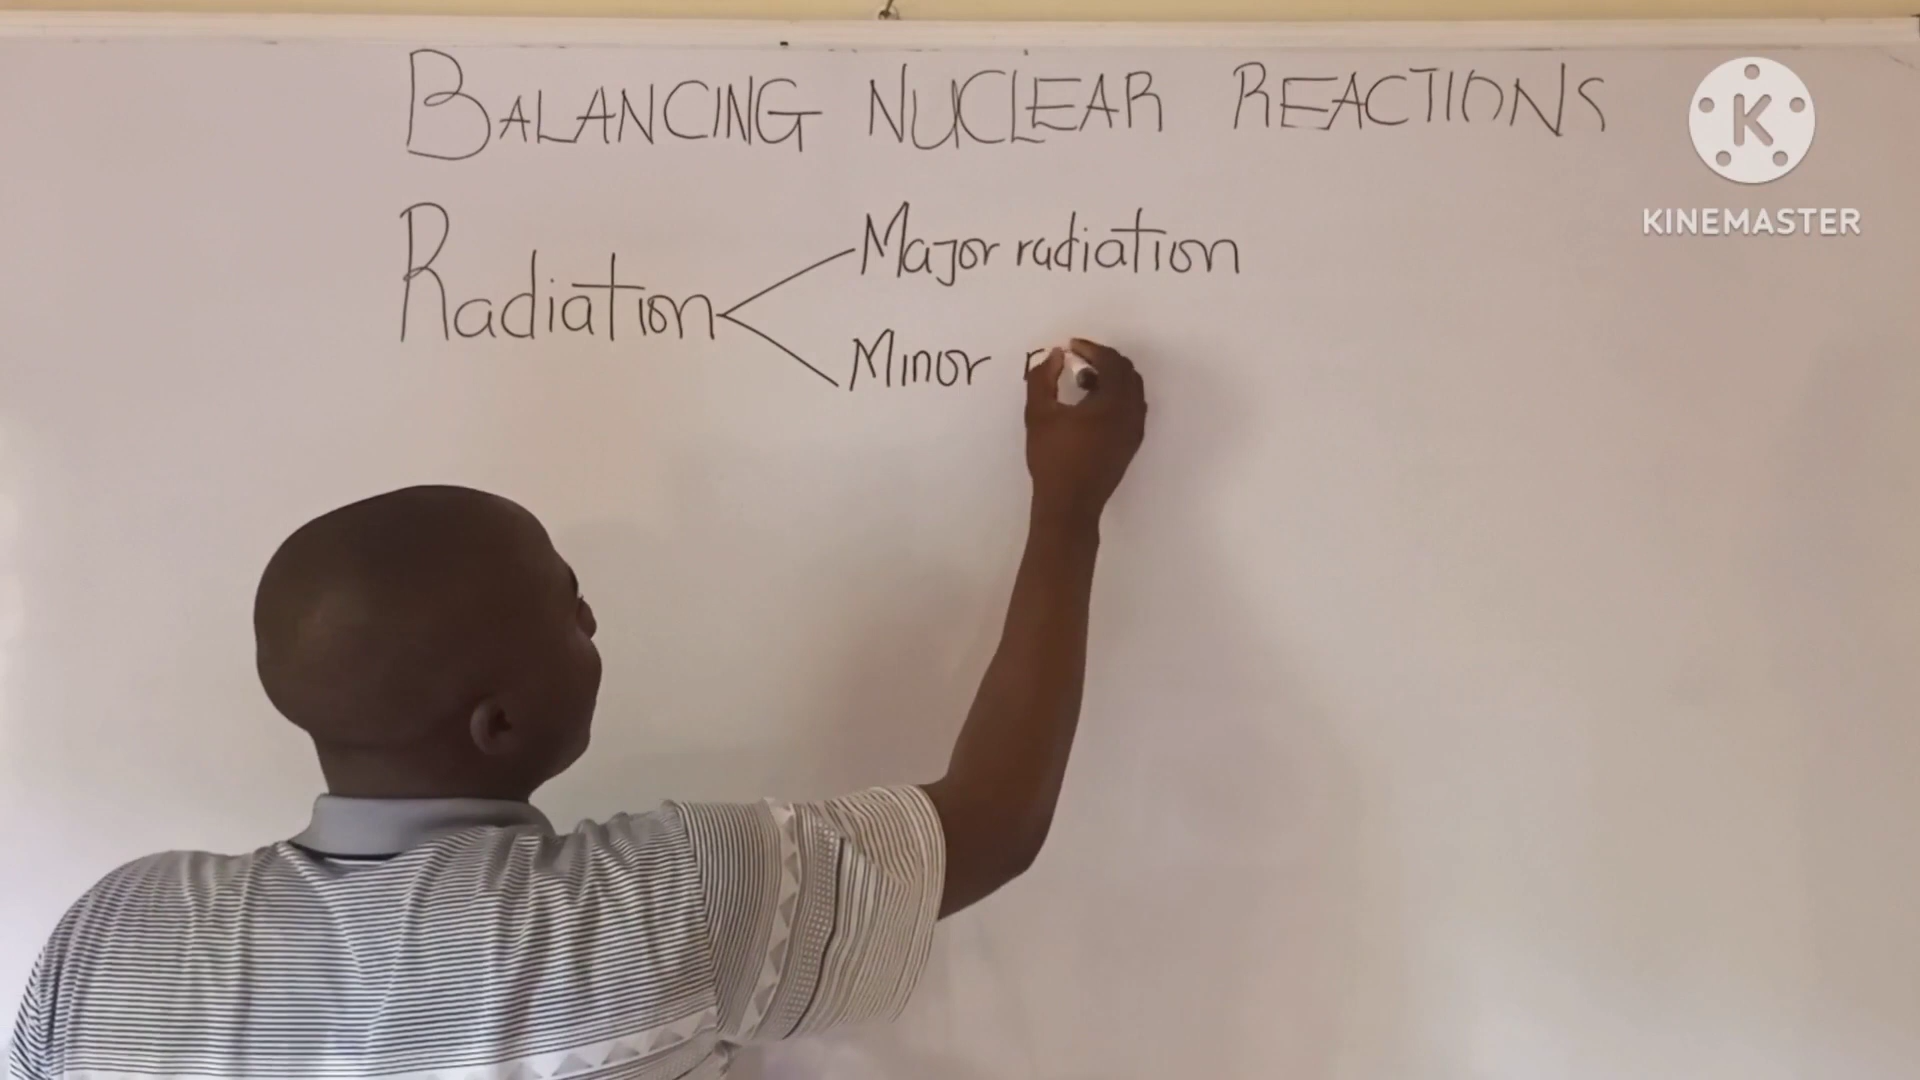 BALANCING NUCLEAR REACTIONS
K
KINEMASTER
Radiation
Major radiation
Minor r